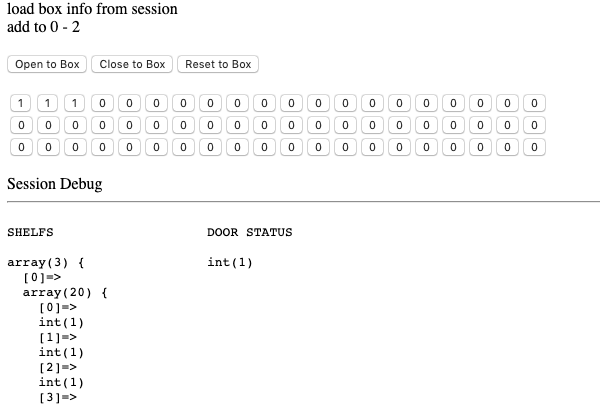 load box info from session
add to 0 - 2
Open to Box Close to Box Reset to Box
1 1 1 0 0 0 0 0 0 0 0 0 0 0 0 0 0 0 0 0
0 0 0 0 0 0 0 0 0 0 0 0 0 0 0 0 0 0 0 0
0 0 0 0 0 0 0 0 0 0 0 0 0 0 0 0 0 0 0 0
Session Debug
SHELFS DOOR STATUS
array(3) { int(1)
[0]=>
array(20) {
[0]=>
int(1)
[1]=>
int(1)
[2]=>
int(1)
[3]=>